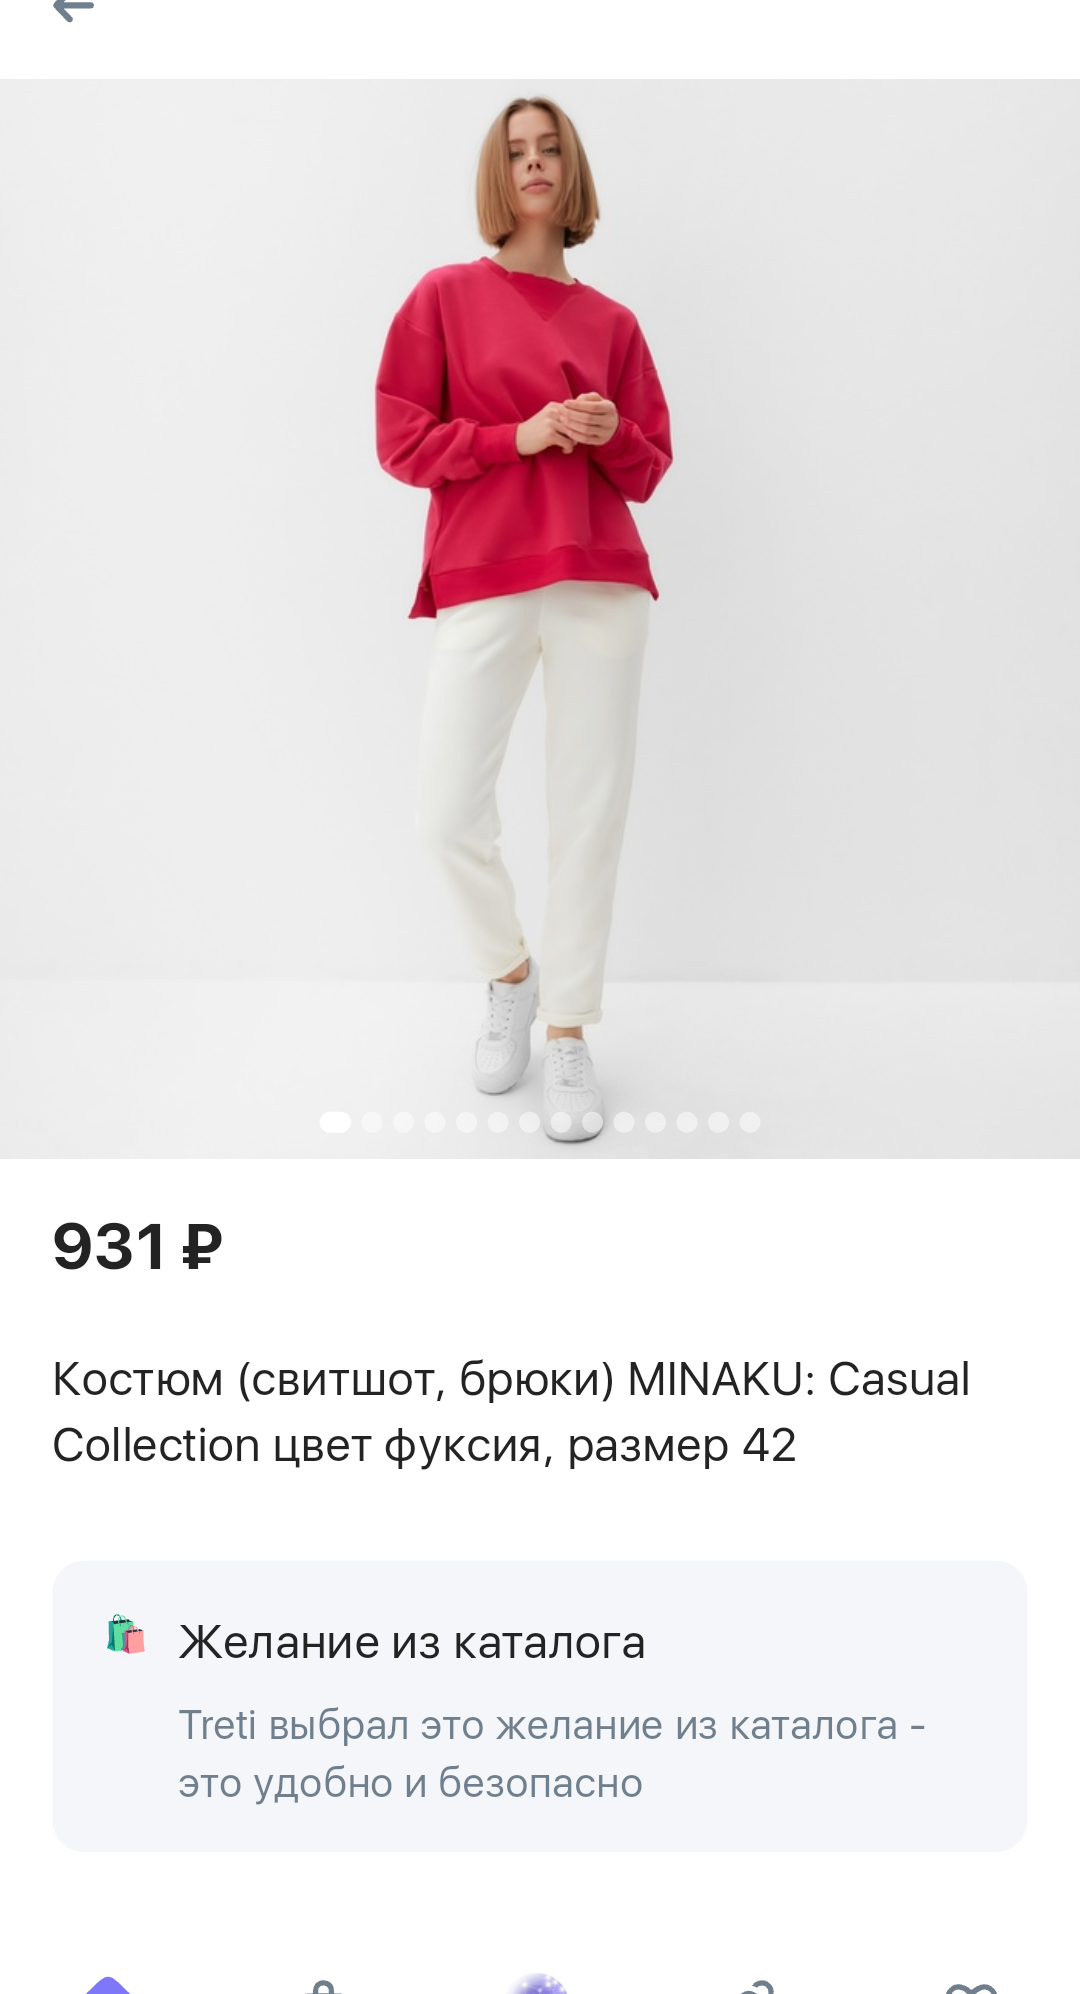 931 ₽
Костюм (свитшот, брюки) MINAKU: Casual
Collection цвет фуксия, размер 42
Желание из каталога
Treti выбрал это желание из каталога -
это удобно и безопасно